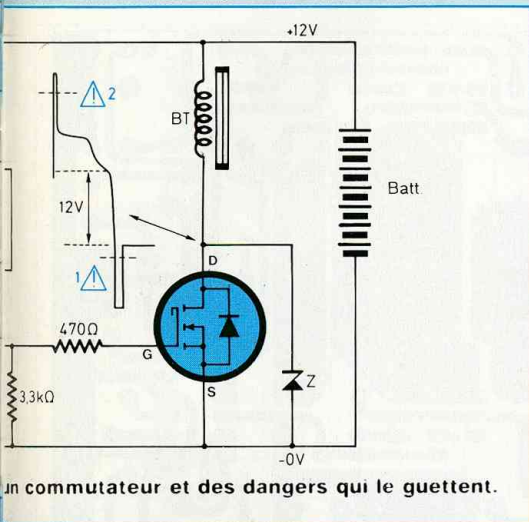 +12V
2
BT
Batt.
12V
1
D
470Ω
G
3,3kΩ
S
Z
-0V
un commutateur et des dangers qui le guettent.